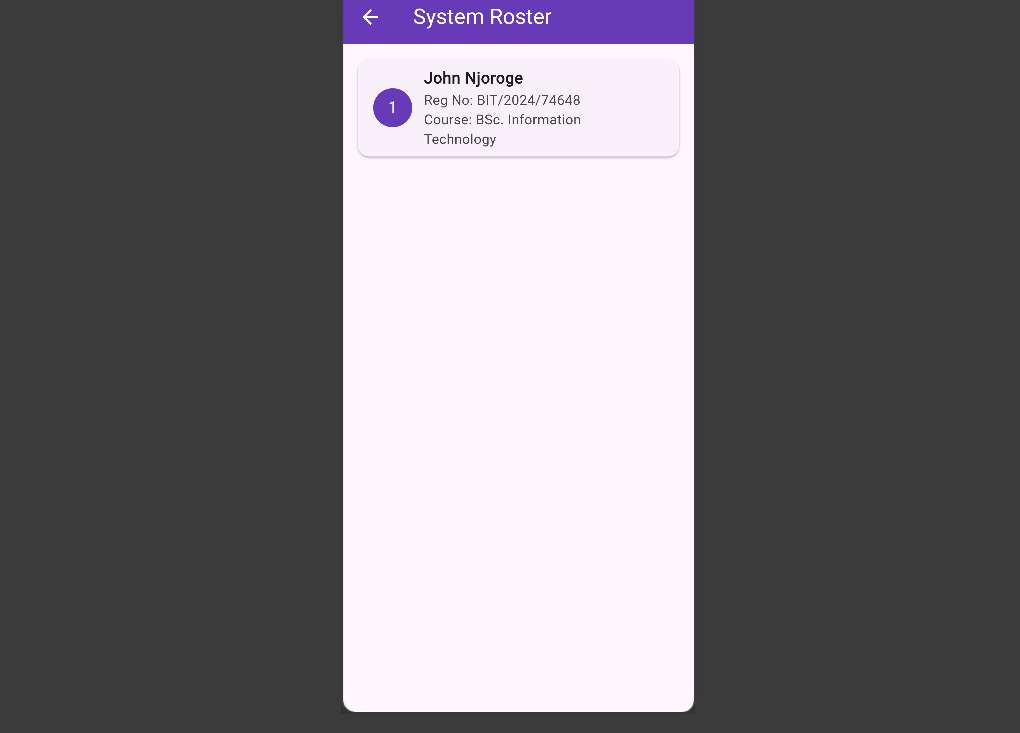 System Roster
John Njoroge
1
Reg No: BIT/2024/74648
Course: BSc. Information
Technology